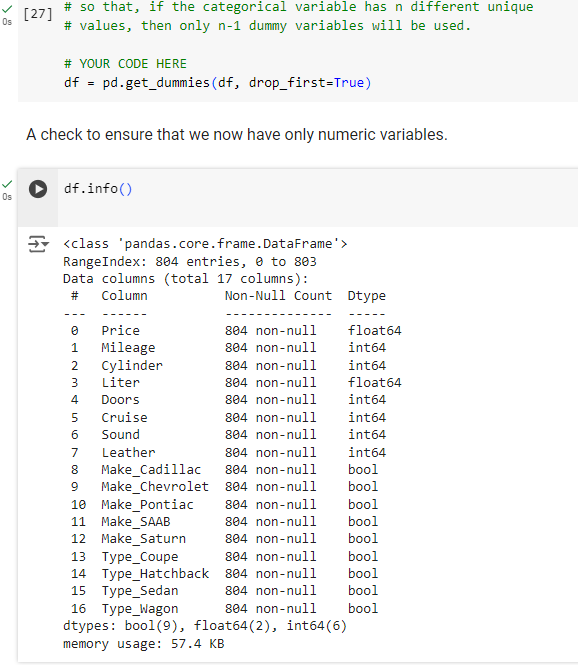 [27] # so that, if the categorical variable has n different unique
0s # values, then only n-1 dummy variables will be used.
# YOUR CODE HERE
df = pd.get_dummies(df, drop_first=True)
A check to ensure that we now have only numeric variables.
df.info()
0s
<class 'pandas.core.frame.DataFrame'>
RangeIndex: 804 entries, 0 to 803
Data columns (total 17 columns):
 #   Column          Non-Null Count  Dtype
---  ------          --------------  -----
 0   Price           804 non-null    float64
 1   Mileage         804 non-null    int64
 2   Cylinder        804 non-null    int64
 3   Liter           804 non-null    float64
 4   Doors           804 non-null    int64
 5   Cruise          804 non-null    int64
 6   Sound           804 non-null    int64
 7   Leather         804 non-null    int64
 8   Make_Cadillac   804 non-null    bool
 9   Make_Chevrolet  804 non-null    bool
 10  Make_Pontiac    804 non-null    bool
 11  Make_SAAB       804 non-null    bool
 12  Make_Saturn     804 non-null    bool
 13  Type_Coupe      804 non-null    bool
 14  Type_Hatchback  804 non-null    bool
 15  Type_Sedan      804 non-null    bool
 16  Type_Wagon      804 non-null    bool
dtypes: bool(9), float64(2), int64(6)
memory usage: 57.4 KB